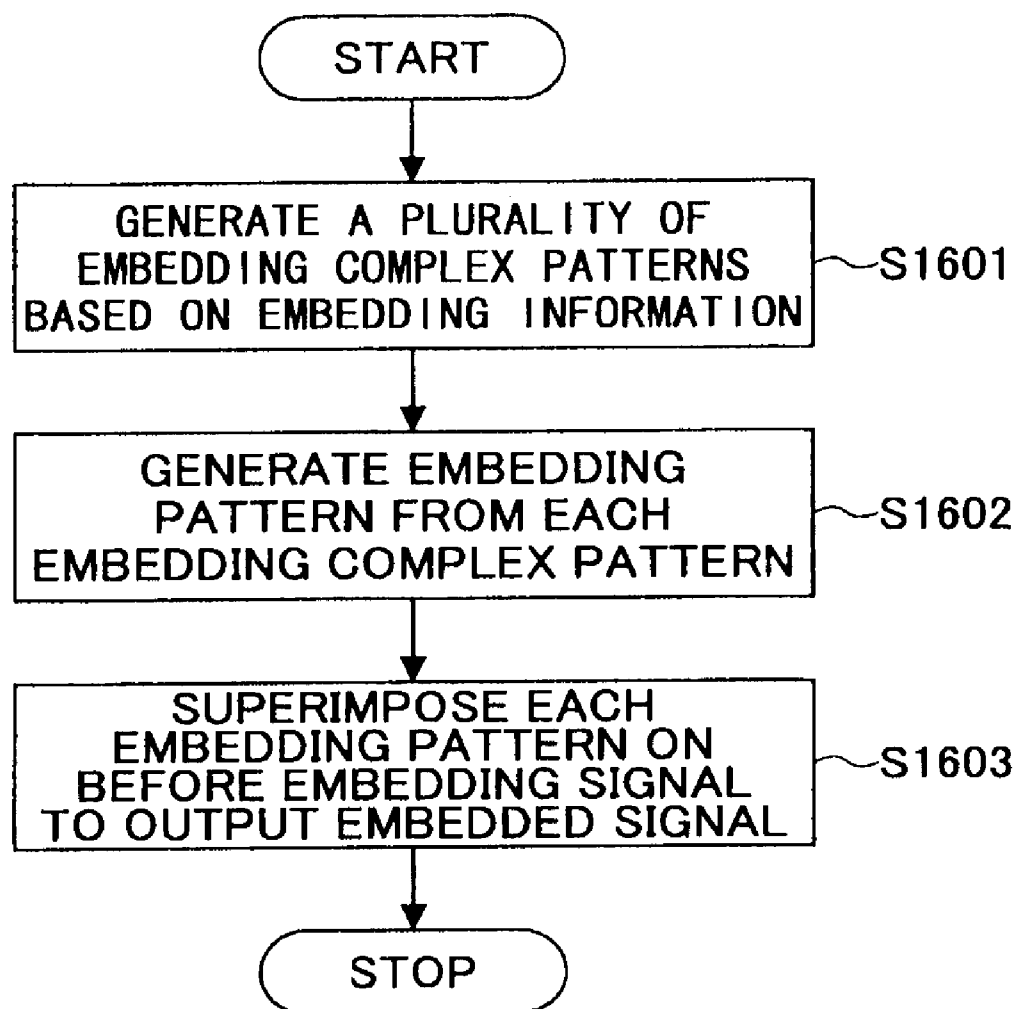 START
GENERATE A PLURALITY OF
EMBEDDING COMPLEX PATTERNS
BASED ON EMBEDDING INFORMATION
S1601
GENERATE EMBEDDING
PATTERN FROM EACH
EMBEDDING COMPLEX PATTERN
S1602
SUPERIMPOSE EACH
EMBEDDING PATTERN ON
BEFORE EMBEDDING SIGNAL
TO OUTPUT EMBEDDED SIGNAL
S1603
STOP